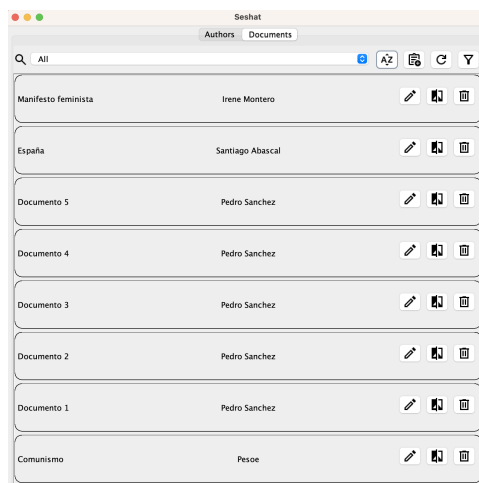 Seshat
Authors Documents
All AZ
Manifesto feminista Irene Montero
España Santiago Abascal
Documento 5 Pedro Sanchez
Documento 4 Pedro Sanchez
Documento 3 Pedro Sanchez
Documento 2 Pedro Sanchez
Documento 1 Pedro Sanchez
Comunismo Pesoe